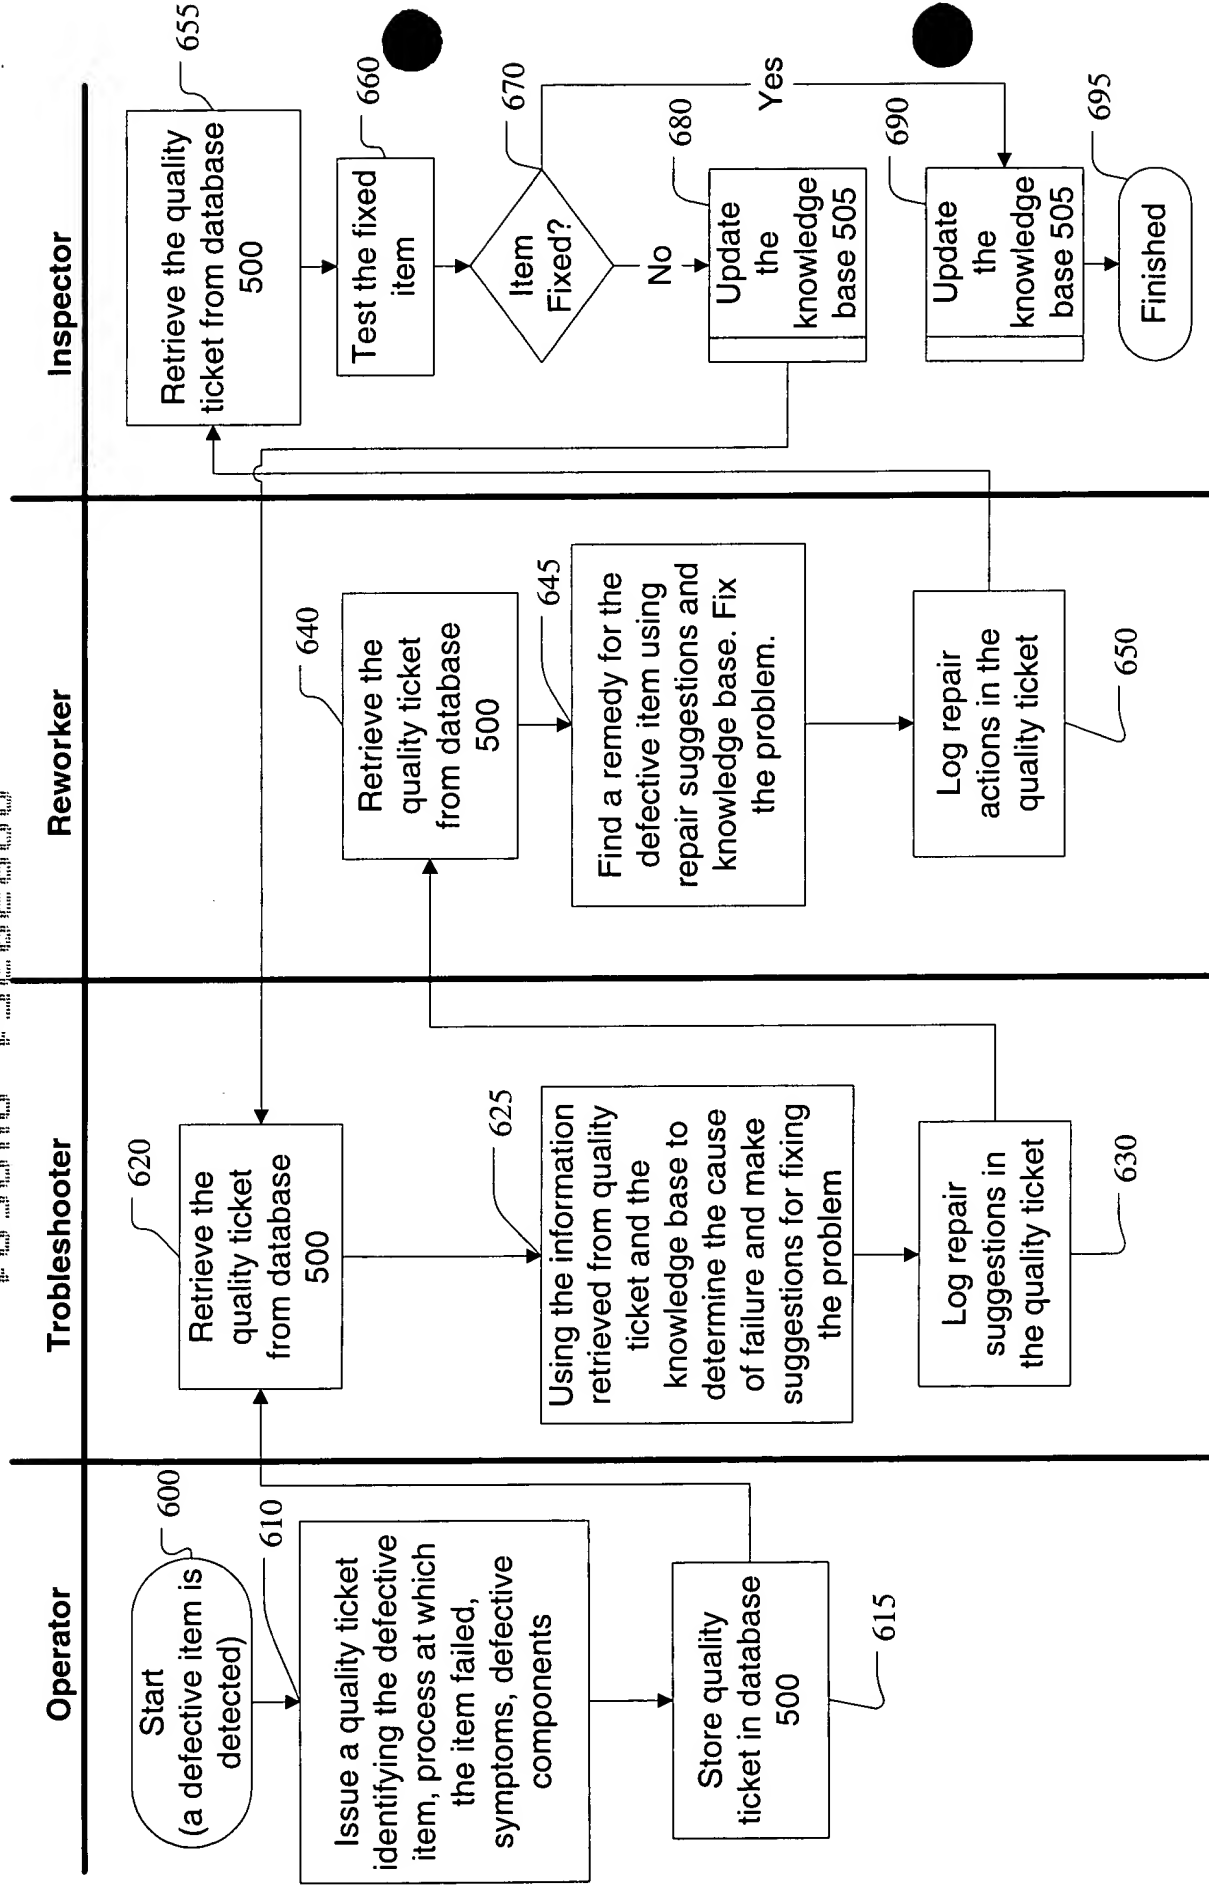 Operator
Trobleshooter
Reworker
Inspector
600
Start
(a defective item is
detected)
610
Issue a quality ticket
identifying the defective
item, process at which
the item failed,
symptoms, defective
components
Store quality
ticket in database
500
615
620
Retrieve the
quality ticket
from database
500
625
Using the information
retrieved from quality
ticket and the
knowledge base to
determine the cause
of failure and make
suggestions for fixing
the problem
Log repair
suggestions in
the quality ticket
630
640
Retrieve the
quality ticket
from database
500
645
Find a remedy for the
defective item using
repair suggestions and
knowledge base. Fix
the problem.
Log repair
actions in the
quality ticket
650
655
Retrieve the quality
ticket from database
500
660
Test the fixed
item
670
Item
Fixed?
No
Yes
680
Update
the
knowledge
base 505
690
Update
the
knowledge
base 505
695
Finished